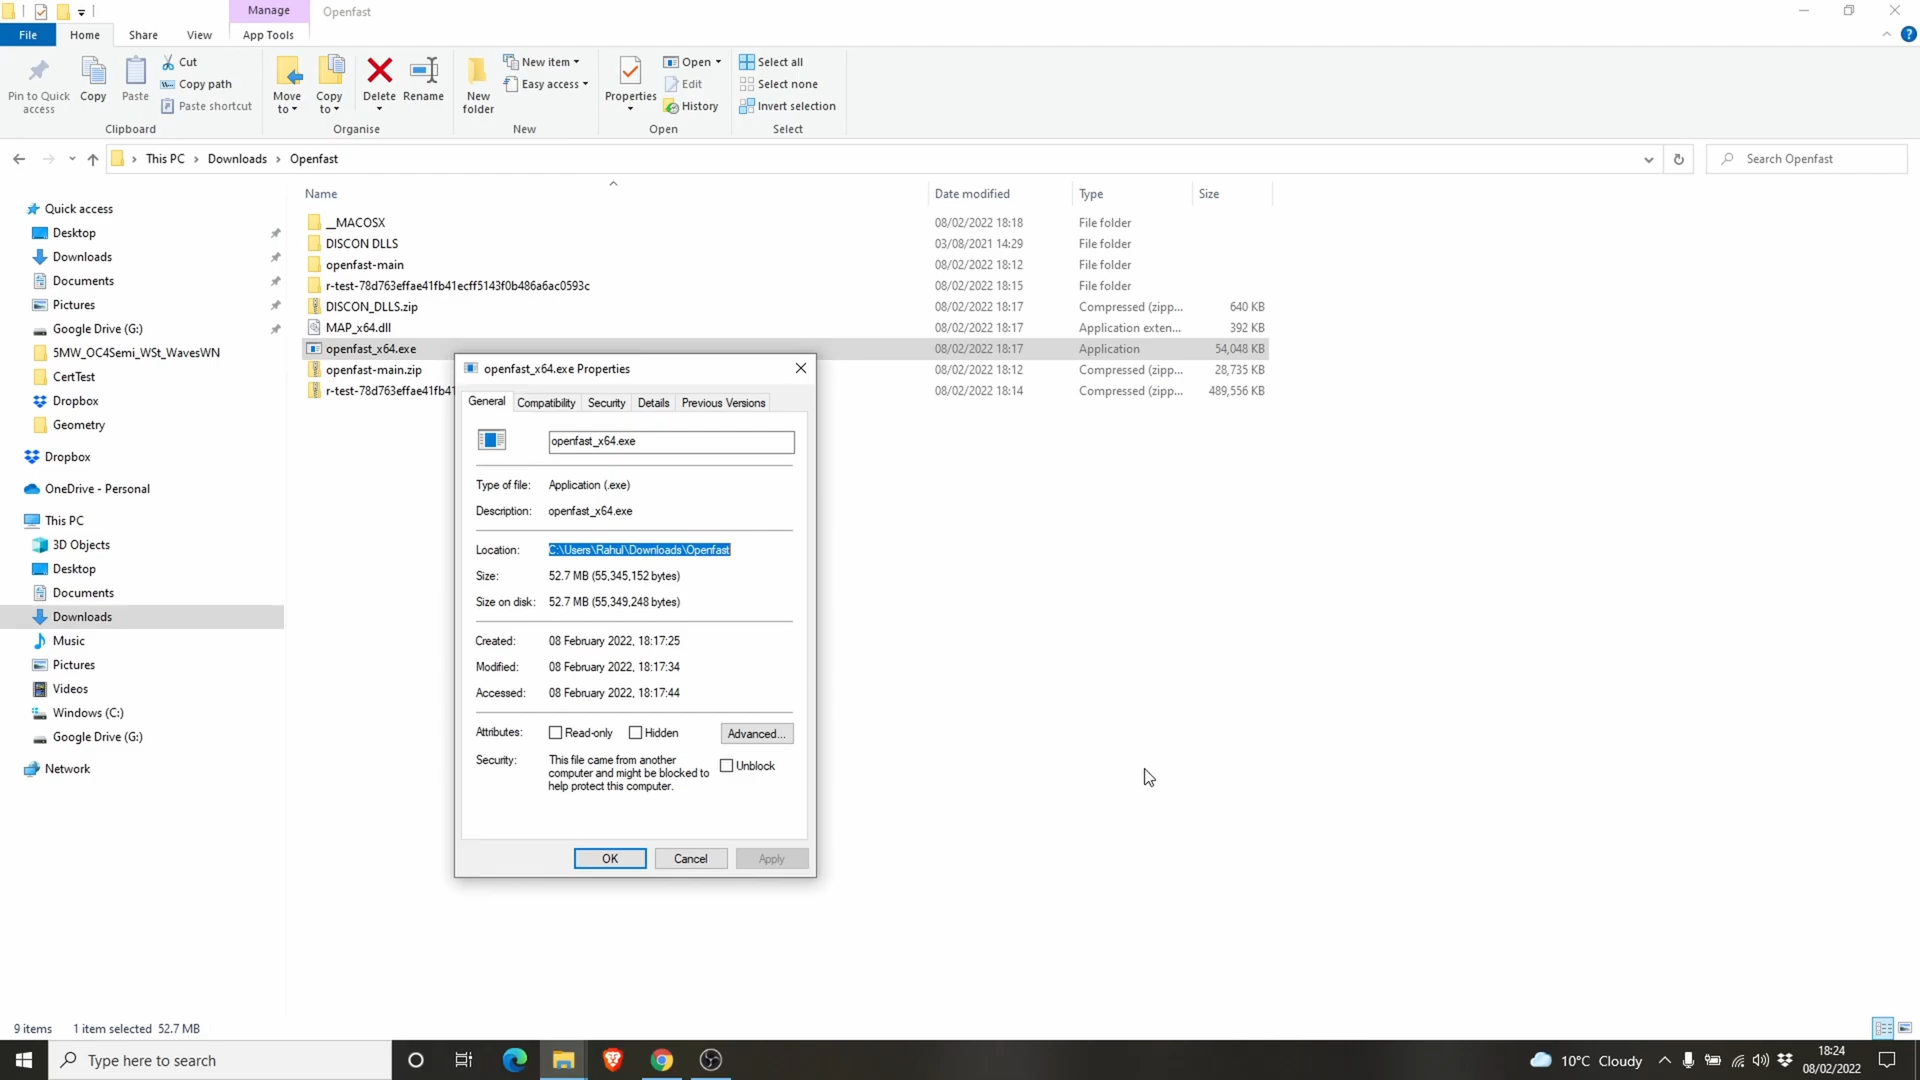 Manage
Openfast
File
Home
Share
View
App Tools
Pin to Quick
access
Copy
Paste
Cut
Copy path
Paste shortcut
Clipboard
Move
to
Copy
to
Delete
Rename
Organise
New
folder
New item
Easy access
New
Properties
Open
Edit
History
Open
Select all
Select none
Invert selection
Select
This PC
Downloads
Openfast
Search Openfast
Name
Date modified
Type
Size
__MACOSX 08/02/2022 18:18 File folder
DISCON DLLS 03/08/2021 14:29 File folder
openfast-main 08/02/2022 18:12 File folder
r-test-78d763effae41fb41ecff5143f0b486a6ac0593c 08/02/2022 18:15 File folder
DISCON_DLLS.zip 08/02/2022 18:17 Compressed (zipp... 640 KB
MAP_x64.dll 08/02/2022 18:17 Application exten... 392 KB
openfast_x64.exe 08/02/2022 18:17 Application 54,048 KB
openfast-main.zip 08/02/2022 18:12 Compressed (zipp... 28,735 KB
r-test-78d763effae41fb41 08/02/2022 18:14 Compressed (zipp... 489,556 KB
Quick access
Desktop
Downloads
Documents
Pictures
Google Drive (G:)
5MW_OC4Semi_WSt_WavesWN
CertTest
Dropbox
Geometry
Dropbox
OneDrive - Personal
This PC
3D Objects
Desktop
Documents
Downloads
Music
Pictures
Videos
Windows (C:)
Google Drive (G:)
Network
openfast_x64.exe Properties
General
Compatibility
Security
Details
Previous Versions
openfast_x64.exe
Type of file: Application (.exe)
Description: openfast_x64.exe
Location: C:\Users\Rahul\Downloads\Openfast
Size: 52.7 MB (55,345,152 bytes)
Size on disk: 52.7 MB (55,349,248 bytes)
Created: 08 February 2022, 18:17:25
Modified: 08 February 2022, 18:17:34
Accessed: 08 February 2022, 18:17:44
Attributes: Read-only Hidden Advanced...
Security: This file came from another
computer and might be blocked to
help protect this computer.
Unblock
OK
Cancel
Apply
9 items 1 item selected 52.7 MB
Type here to search
10°C Cloudy
18:24
08/02/2022